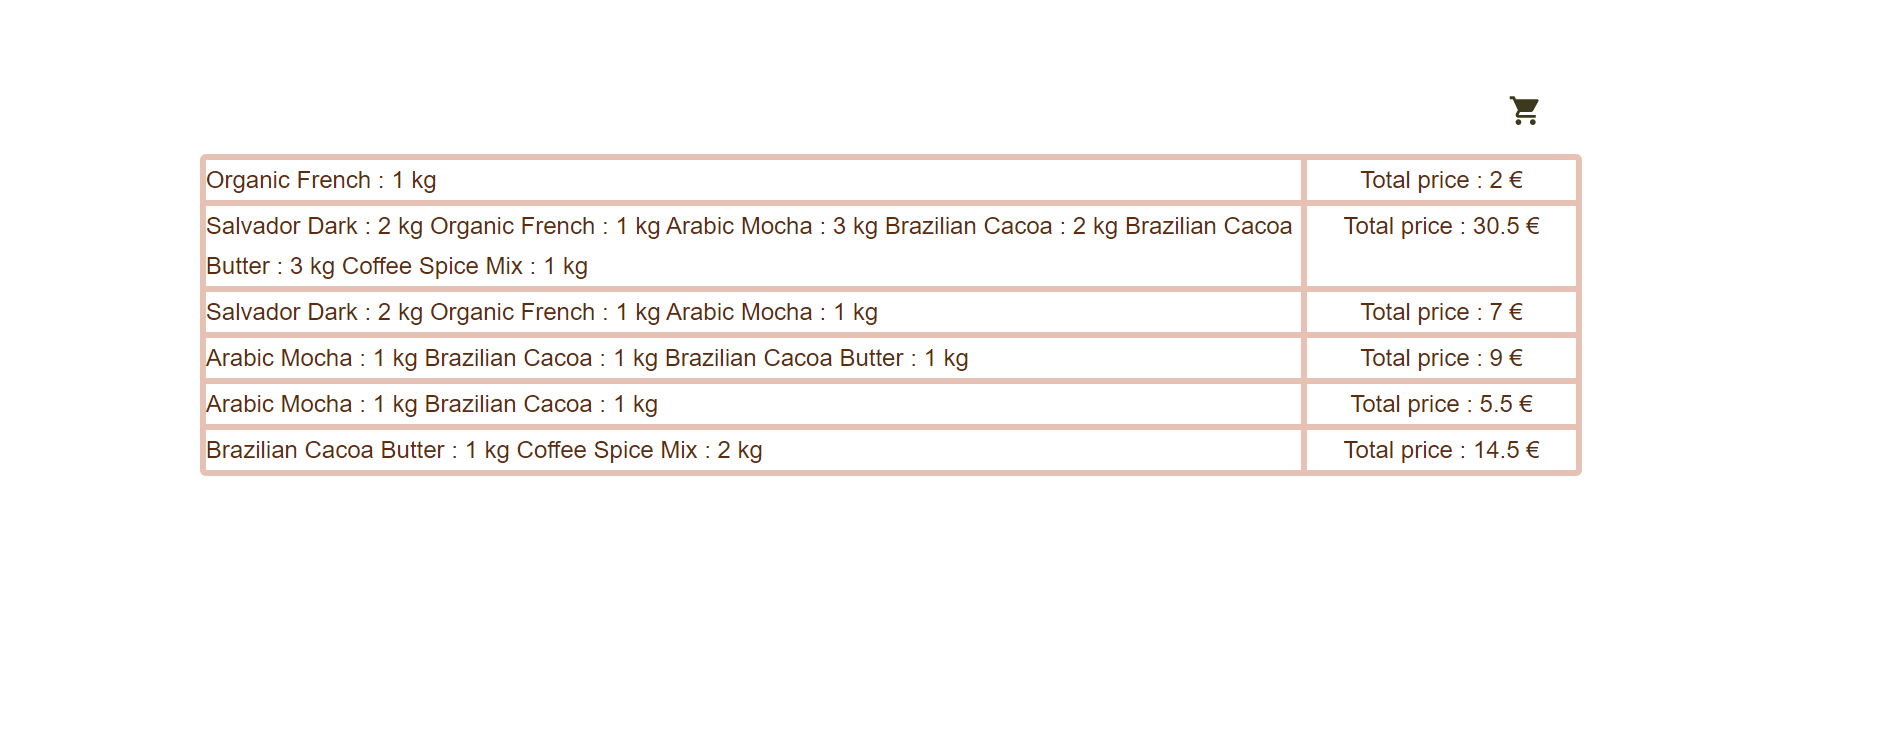 Organic French : 1 kg
Total price : 2 €
Salvador Dark : 2 kg Organic French : 1 kg Arabic Mocha : 3 kg Brazilian Cacoa : 2 kg Brazilian Cacoa
Butter : 3 kg Coffee Spice Mix : 1 kg
Total price : 30.5 €
Salvador Dark : 2 kg Organic French : 1 kg Arabic Mocha : 1 kg
Total price : 7 €
Arabic Mocha : 1 kg Brazilian Cacoa : 1 kg Brazilian Cacoa Butter : 1 kg
Total price : 9 €
Arabic Mocha : 1 kg Brazilian Cacoa : 1 kg
Total price : 5.5 €
Brazilian Cacoa Butter : 1 kg Coffee Spice Mix : 2 kg
Total price : 14.5 €